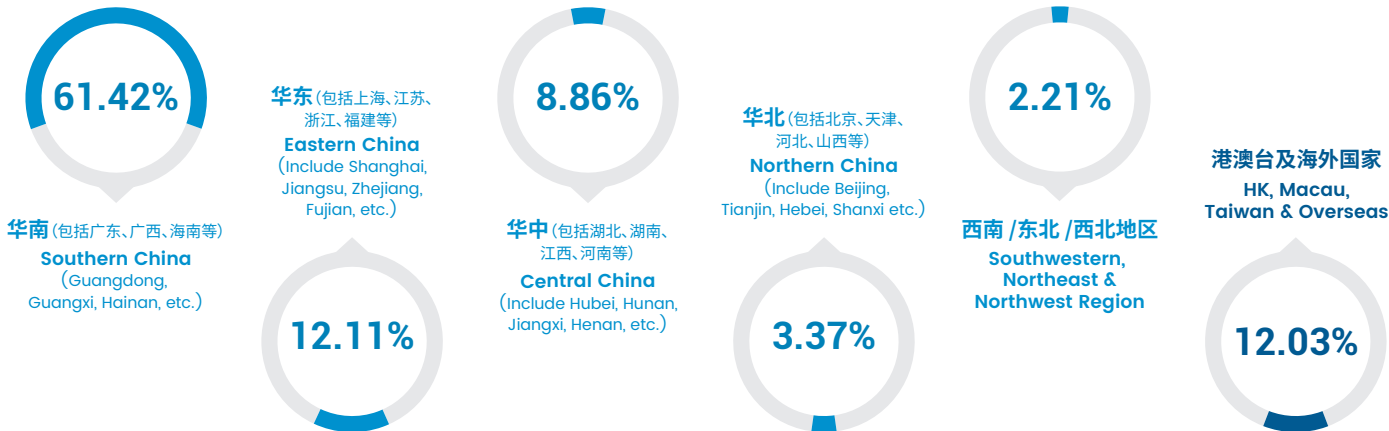 61.42%
华南(包括广东、广西、海南等)
Southern China
(Guangdong,
Guangxi, Hainan, etc.)
华东(包括上海、江苏、
浙江、福建等)
Eastern China
(Include Shanghai,
Jiangsu, Zhejiang,
Fujian, etc.)
12.11%
8.86%
华中(包括湖北、湖南、
江西、河南等)
Central China
(Include Hubei, Hunan,
Jiangxi, Henan, etc.)
华北(包括北京、天津、
河北、山西等)
Northern China
(Include Beijing,
Tianjin, Hebei, Shanxi etc.)
3.37%
2.21%
西南 /东北 /西北地区
Southwestern,
Northeast &
Northwest Region
港澳台及海外国家
HK, Macau,
Taiwan & Overseas
12.03%